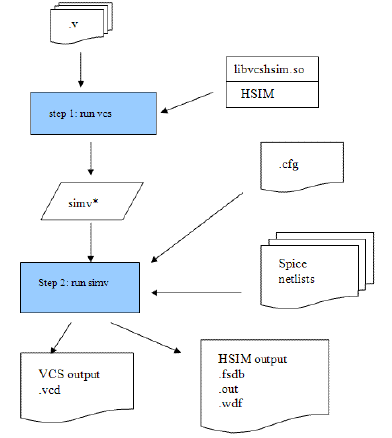 .v
libvcshsim.so
HSIM
step 1: run vcs
.cfg
simv*
Spice
netlists
Step 2: run simv
VCS output
.vcd
HSIM output
.fsdb
.out
.wdf